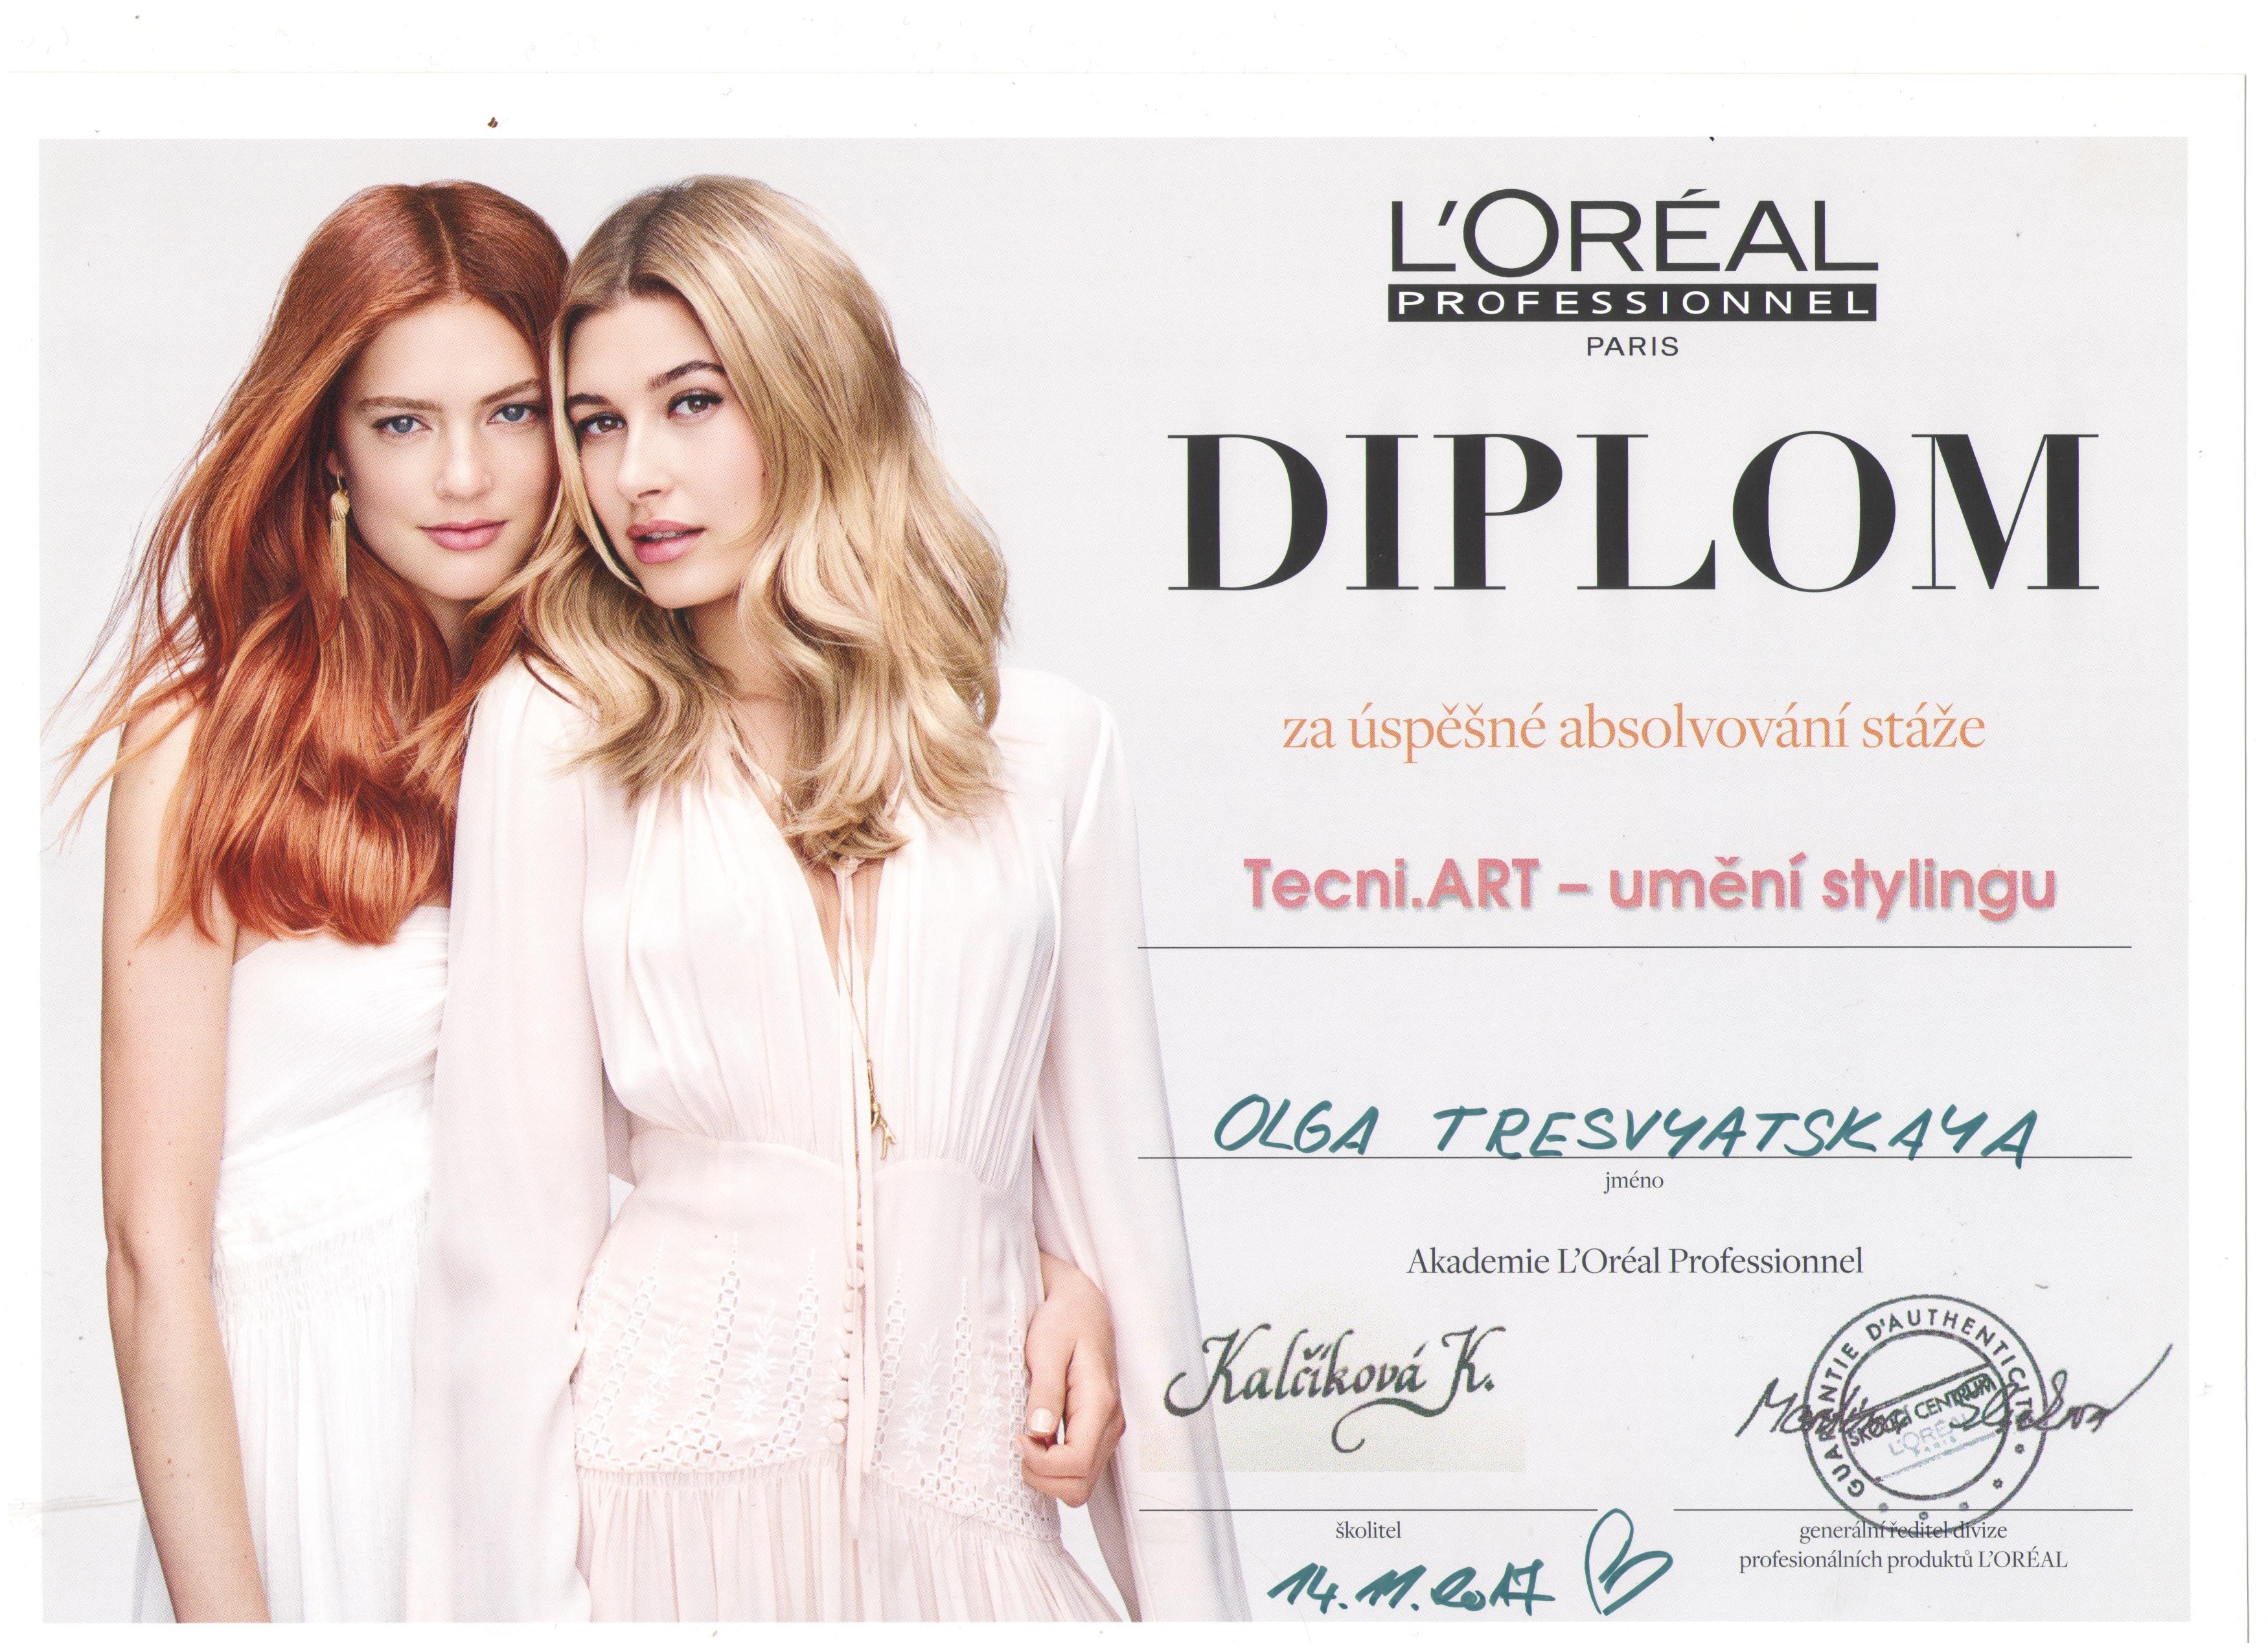 L'ORÉAL
PROFESSIONNEL
PARIS
DIPLOM
za úspěšné absolvování stáže
Tecni.ART – umění stylingu
OLGA TRESVYATSKAYA
jméno
Akademie L'Oréal Professionnel
Kalčíková K.
GUARANTIE D'AUTHENTICITÉ
ŠKOLICÍ CENTRUM
L'ORÉAL
PARIS
školitel
generální ředitel divize
profesionálních produktů L'ORÉAL
14.11.2017